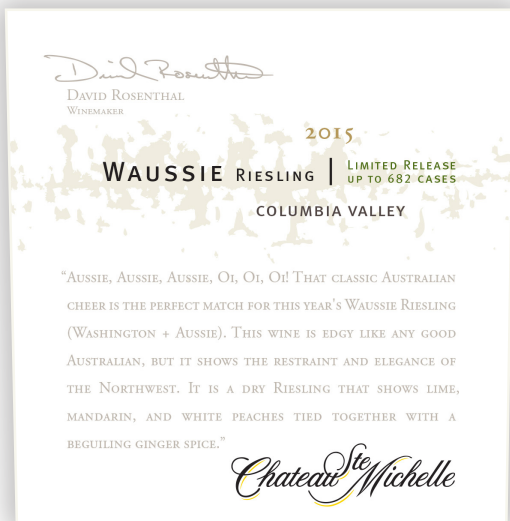 David Rosenthal
David Rosenthal
Winemaker
2015
Waussie Riesling | Limited Release
up to 682 cases
Columbia Valley
“Aussie, Aussie, Aussie, Oi, Oi, Oi! That classic Australian
cheer is the perfect match for this year's Waussie Riesling
(Washington + Aussie). This wine is edgy like any good
Australian, but it shows the restraint and elegance of
the Northwest. It is a dry Riesling that shows lime,
mandarin, and white peaches tied together with a
beguiling ginger spice.”
Chateau Ste Michelle